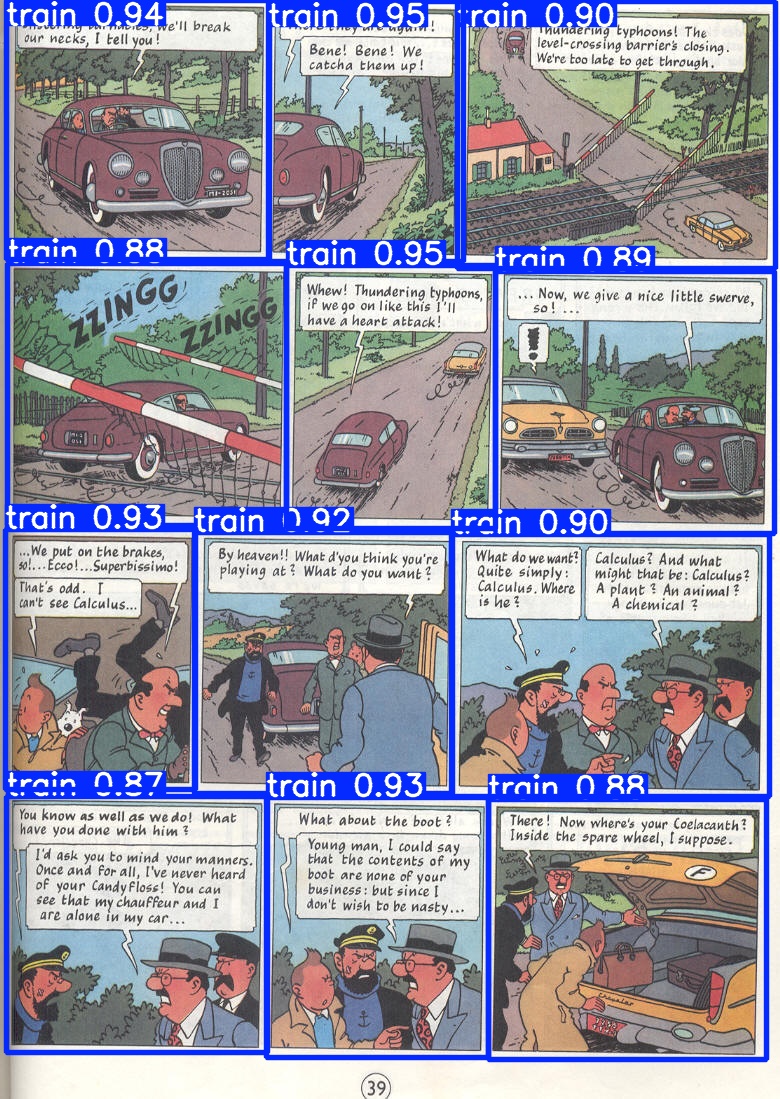 train 0.94
we'll break
our necks, I tell you!
train 0.95
Bene! Bene! We
catcha them up!
train 0.90
Thundering typhoons! The
level-crossing barrier's closing.
We're too late to get through.
train 0.88
ZZINGG
ZZINGG
train 0.95
Whew! Thundering typhoons,
if we go on like this I'll
have a heart attack!
train 0.89
... Now, we give a nice little swerve,
so! ...
!
train 0.93
...We put on the brakes,
so!...Ecco!...Superbissimo!
That's odd. I
can't see Calculus...
train 0.92
By heaven!! What d'you think you're
playing at? What do you want?
train 0.90
What do we want?
Quite simply:
Calculus. Where
is he?
Calculus? And what
might that be: Calculus?
A plant? An animal?
A chemical?
train 0.87
You know as well as we do! What
have you done with him?
I'd ask you to mind your manners.
Once and for all, I've never heard
of your Candyfloss! You can
see that my chauffeur and I
are alone in my car...
train 0.93
What about the boot?
Young man, I could say
that the contents of my
boot are none of your
business: but since I
don't wish to be nasty...
train 0.88
There! Now where's your Coelacanth?
Inside the spare wheel, I suppose.
F
Chrysler
39